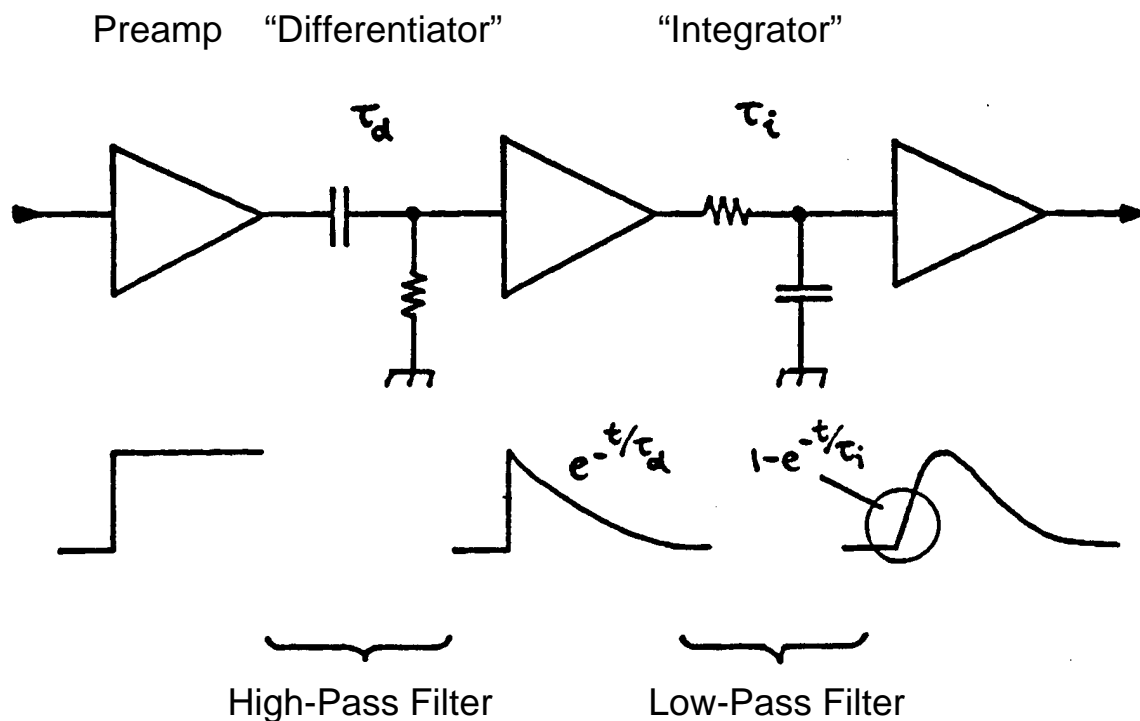 Preamp “Differentiator” “Integrator”
τd τi
e^-t/τd 1-e^-t/τi
High-Pass Filter Low-Pass Filter